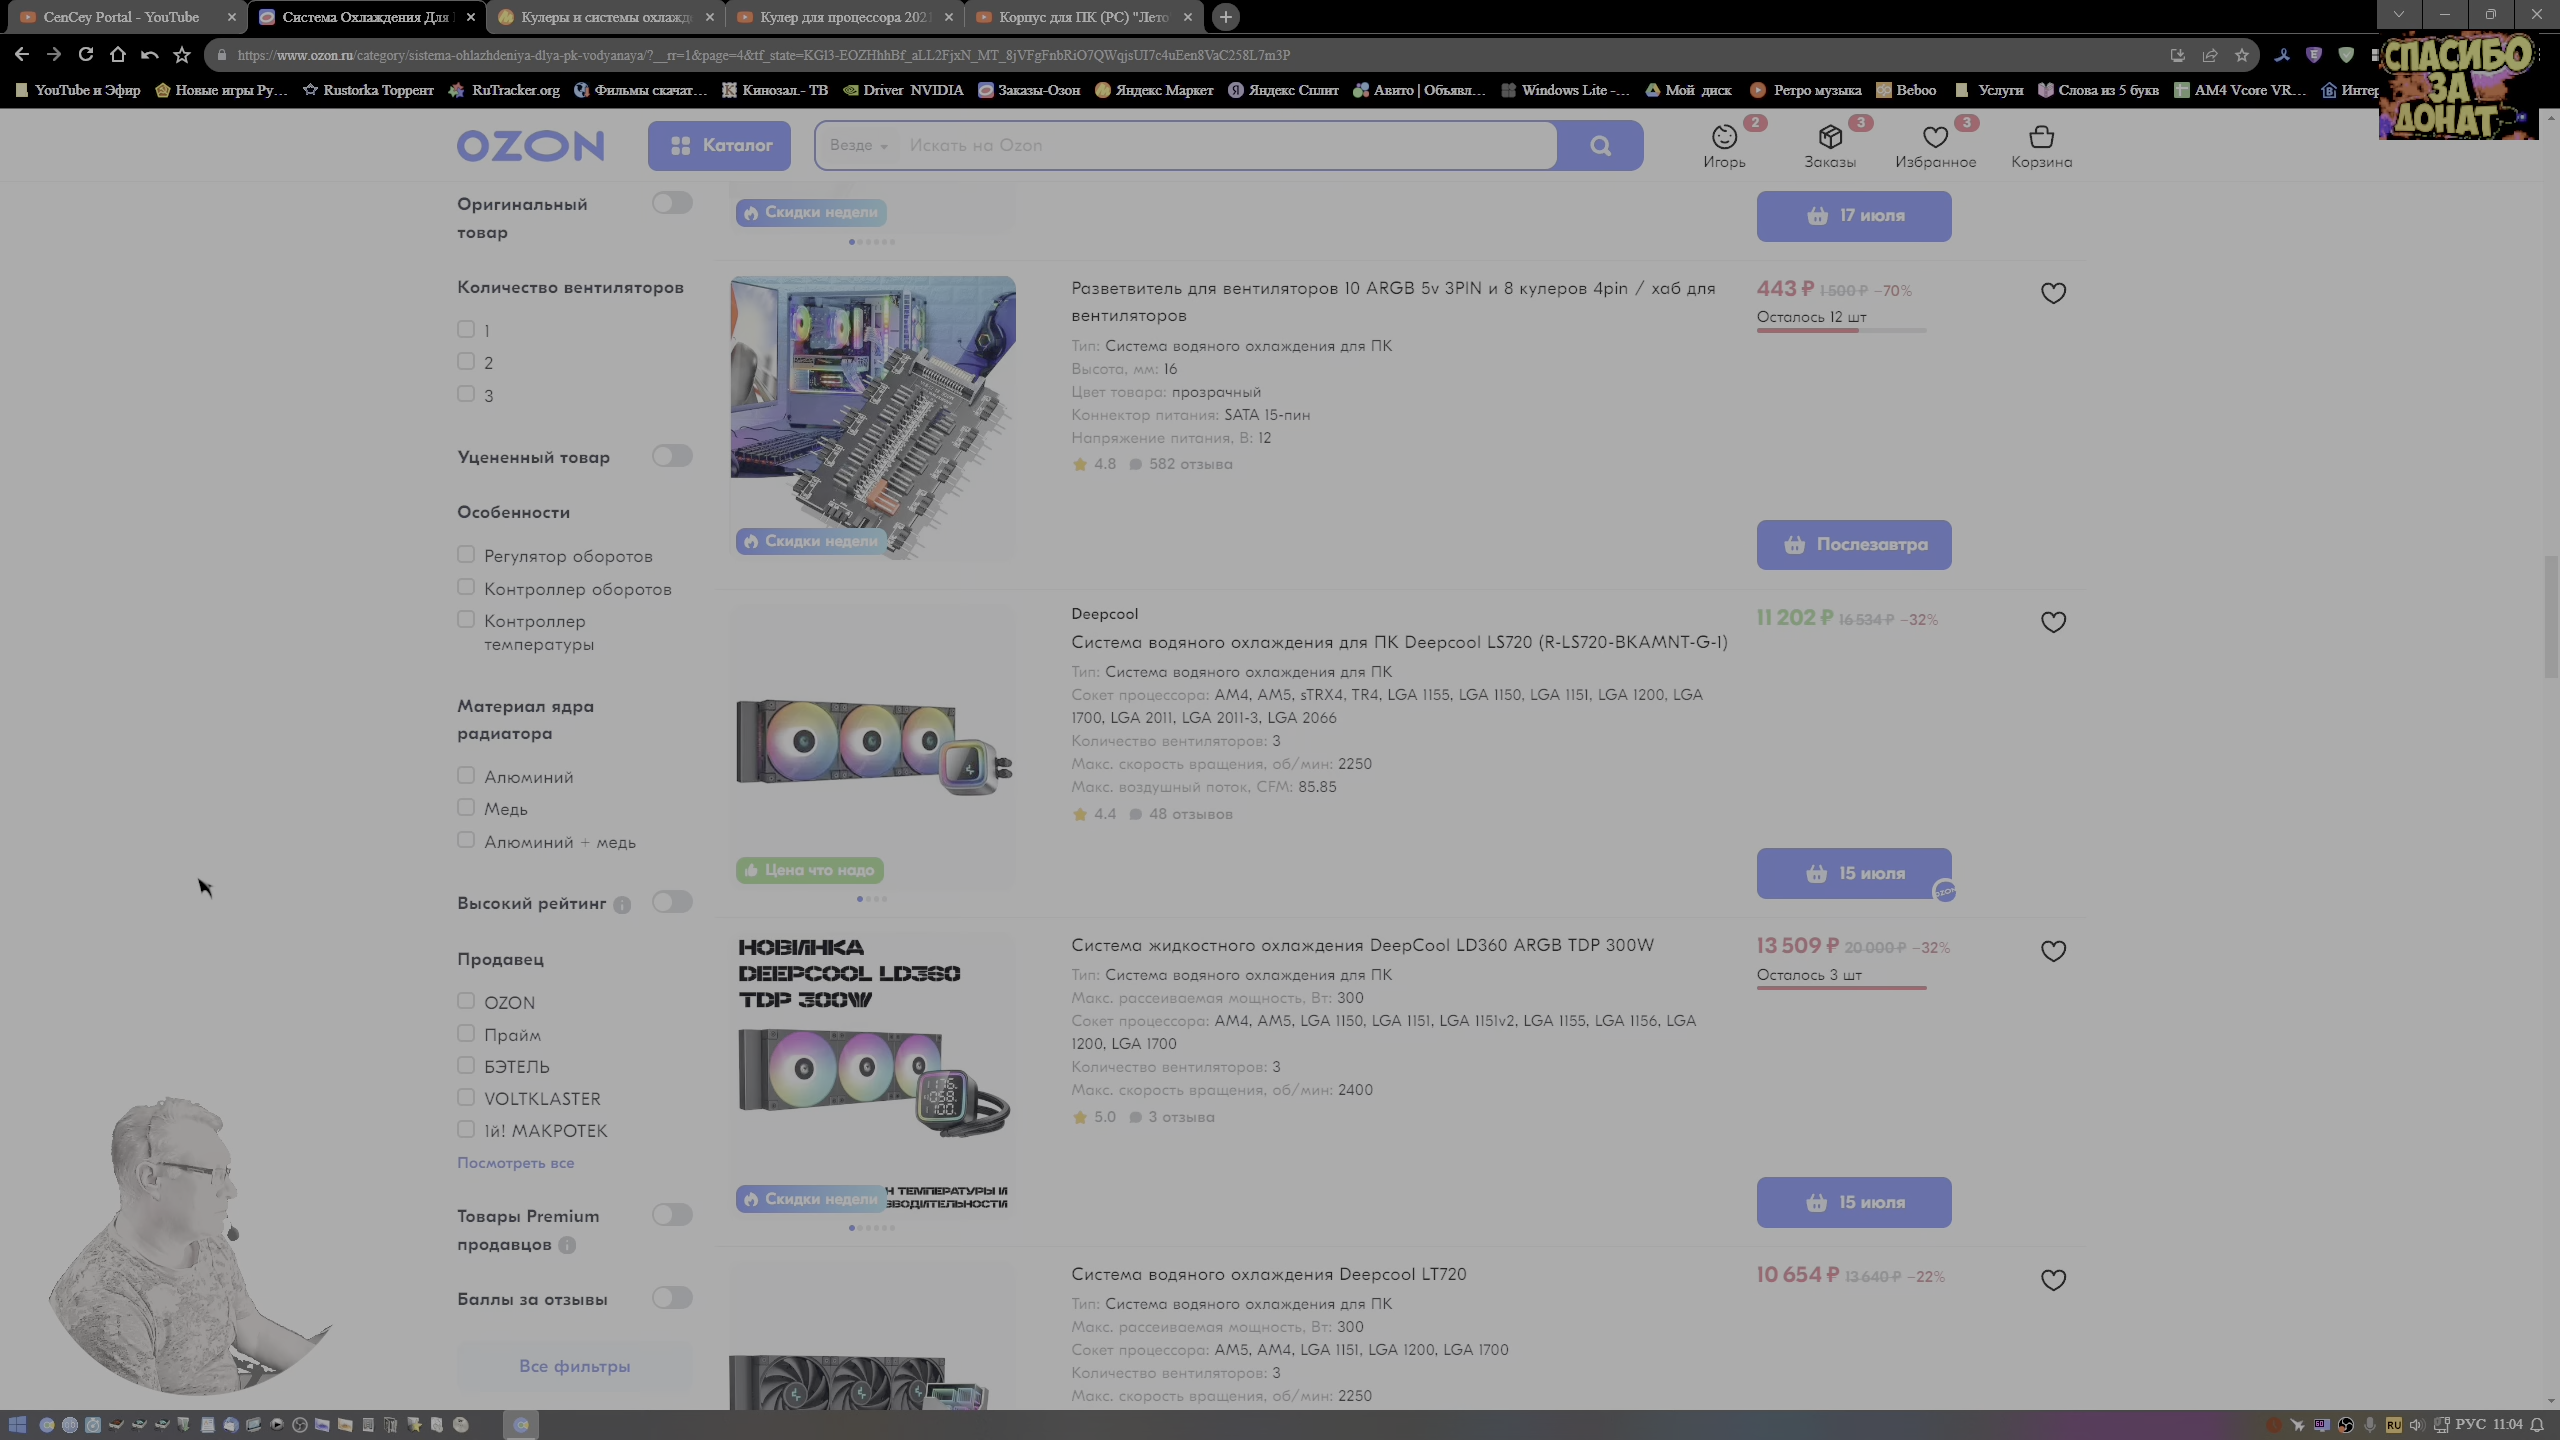 CenCey Portal - YouTube
Система Охлаждения Для
Кулеры и системы охлажд
Кулер для процессора 2021
Корпус для ПК (PC) "Лето
https://www.ozon.ru/category/sistema-ohlazhdeniya-dlya-pk-vodyanaya/?__rr=1&page=4&tf_state=KGl3-EOZHhhBf_aLL2FjxN_MT_8jVFgFnbRiO7QWqjsUI7c4uEen8VaC258L7m3P
YouTube и Эфир
Новые игры Ру…
Rustorka Торрент
RuTracker.org
Фильмы скачат…
Кинозал.- ТВ
Driver NVIDIA
Заказы-Озон
Яндекс Маркет
Яндекс Сплит
Авито | Объявл…
Windows Lite -…
Мой диск
Ретро музыка
Beboo
Услуги
Слова из 5 букв
AM4 Vcore VR…
Интер
СПАСИБО
ЗА
ДОНАТ
OZON
Каталог
Везде
Искать на Ozon
2
Игорь
3
Заказы
3
Избранное
Корзина
Оригинальный
товар
Количество вентиляторов
1
2
3
Уцененный товар
Особенности
Регулятор оборотов
Контроллер оборотов
Контроллер
температуры
Материал ядра
радиатора
Алюминий
Медь
Алюминий + медь
Высокий рейтинг
Продавец
OZON
Прайм
БЭТЕЛЬ
VOLTKLASTER
1й! МАКРОТЕК
Посмотреть все
Товары Premium
продавцов
Баллы за отзывы
Все фильтры
Скидки недели
17 июля
Скидки недели
Разветвитель для вентиляторов 10 ARGB 5v 3PIN и 8 кулеров 4pin / хаб для
вентиляторов
Тип: Система водяного охлаждения для ПК
Высота, мм: 16
Цвет товара: прозрачный
Коннектор питания: SATA 15-пин
Напряжение питания, В: 12
4.8 582 отзыва
443 ₽ 1 500 ₽ −70%
Осталось 12 шт
Послезавтра
Цена что надо
Deepcool
Система водяного охлаждения для ПК Deepcool LS720 (R-LS720-BKAMNT-G-1)
Тип: Система водяного охлаждения для ПК
Сокет процессора: AM4, AM5, sTRX4, TR4, LGA 1155, LGA 1150, LGA 1151, LGA 1200, LGA
1700, LGA 2011, LGA 2011-3, LGA 2066
Количество вентиляторов: 3
Макс. скорость вращения, об/мин: 2250
Макс. воздушный поток, CFM: 85.85
4.4 48 отзывов
11 202 ₽ 16 534 ₽ −32%
15 июля
OZON
НОВИНКА
DEEPCOOL LD360
TDP 300W
Скидки недели
Н ТЕМПЕРАТУРЫ И
ЗВОДИТЕЛЬНОСТИ
Система жидкостного охлаждения DeepCool LD360 ARGB TDP 300W
Тип: Система водяного охлаждения для ПК
Макс. рассеиваемая мощность, Вт: 300
Сокет процессора: AM4, AM5, LGA 1150, LGA 1151, LGA 1151v2, LGA 1155, LGA 1156, LGA
1200, LGA 1700
Количество вентиляторов: 3
Макс. скорость вращения, об/мин: 2400
5.0 3 отзыва
13 509 ₽ 20 000 ₽ −32%
Осталось 3 шт
15 июля
Система водяного охлаждения Deepcool LT720
Тип: Система водяного охлаждения для ПК
Макс. рассеиваемая мощность, Вт: 300
Сокет процессора: AM5, AM4, LGA 1151, LGA 1200, LGA 1700
Количество вентиляторов: 3
Макс. скорость вращения, об/мин: 2250
10 654 ₽ 13 640 ₽ −22%
RU
РУС
11:04